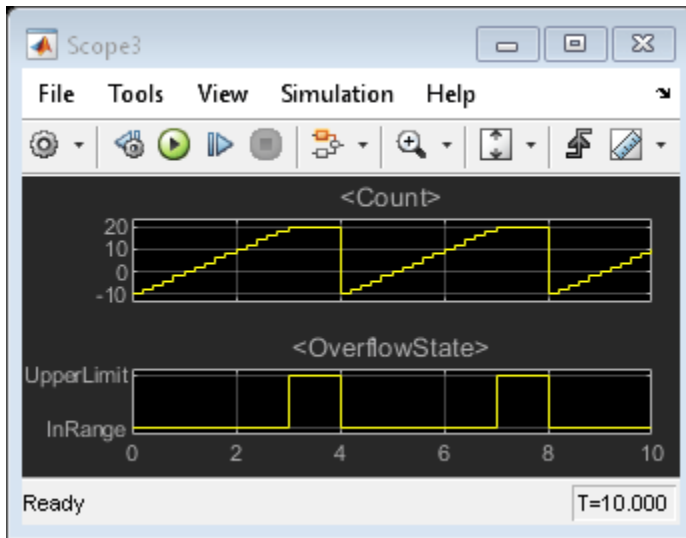 Scope3
File Tools View Simulation Help
<Count>
20
10
0
-10
<OverflowState>
UpperLimit
InRange
0 2 4 6 8 10
Ready T=10.000